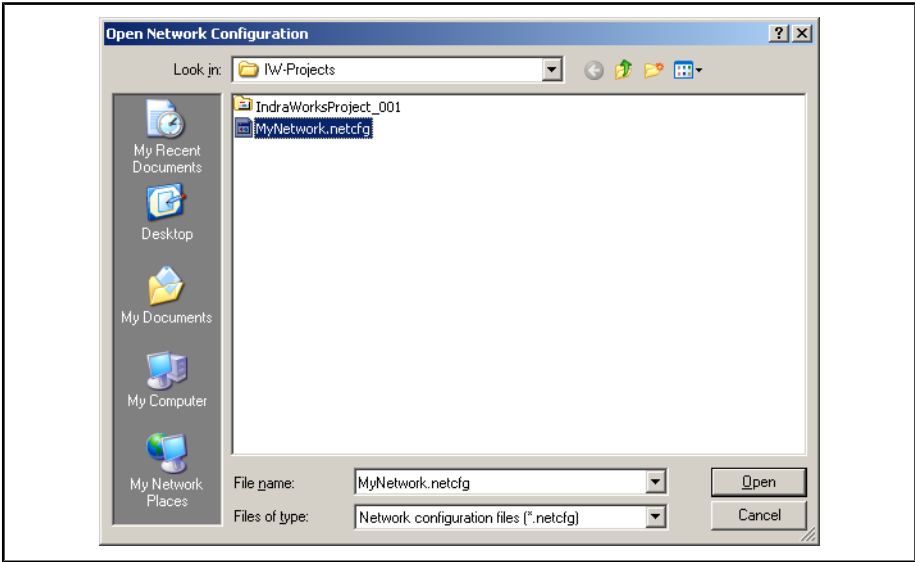 Open Network Configuration
Look in: IW-Projects
IndraWorksProject_001
MyNetwork.netcfg
My Recent
Documents
Desktop
My Documents
My Computer
My Network
Places
File name: MyNetwork.netcfg Open
Files of type: Network configuration files (*.netcfg) Cancel